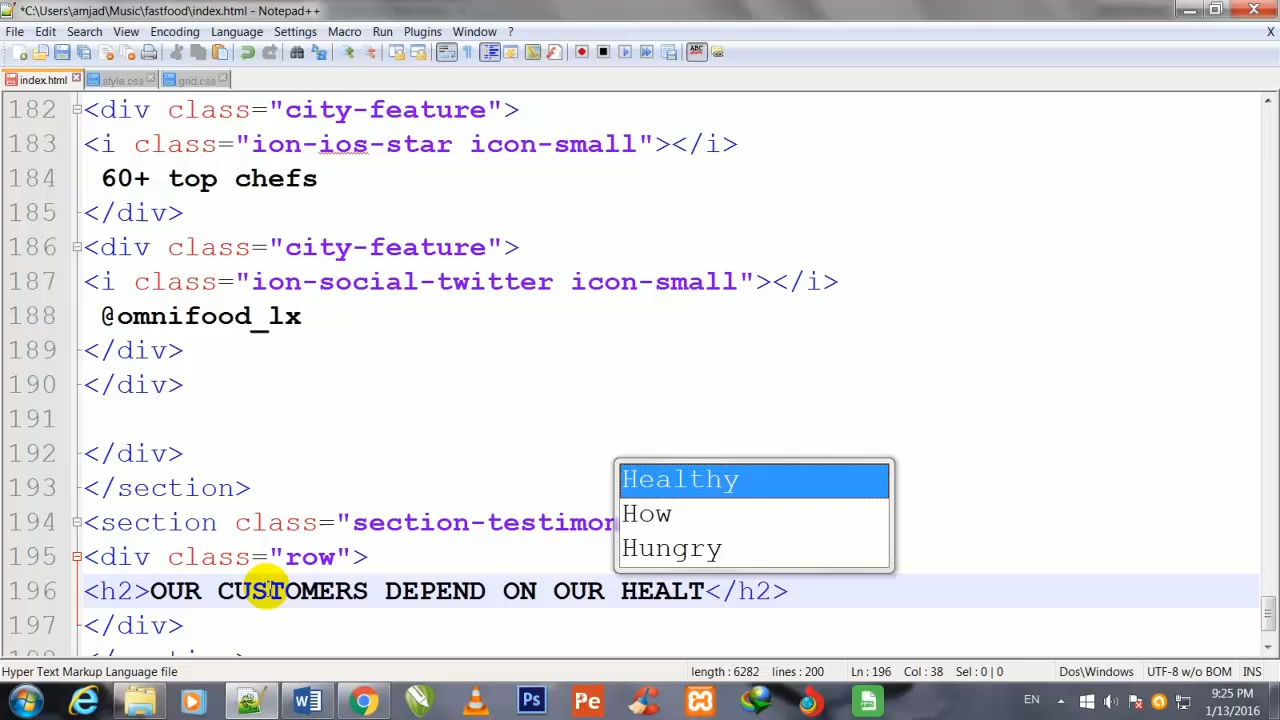 *C:\Users\amjad\Music\fastfood\index.html - Notepad++
File Edit Search View Encoding Language Settings Macro Run Plugins Window ? X
index.html style.css grid.css
182 <div class="city-feature">
183 <i class="ion-ios-star icon-small"></i>
184 60+ top chefs
185 </div>
186 <div class="city-feature">
187 <i class="ion-social-twitter icon-small"></i>
188 @omnifood_lx
189 </div>
190 </div>
191
192 </div>
193 </section>
194 <section class="section-testimon
195 <div class="row">
196 <h2>OUR CUSTOMERS DEPEND ON OUR HEALT</h2>
197 </div>
Healthy
How
Hungry
Hyper Text Markup Language file length : 6282 lines : 200 Ln : 196 Col : 38 Sel : 0 | 0 Dos\Windows UTF-8 w/o BOM INS
EN 9:25 PM
1/13/2016